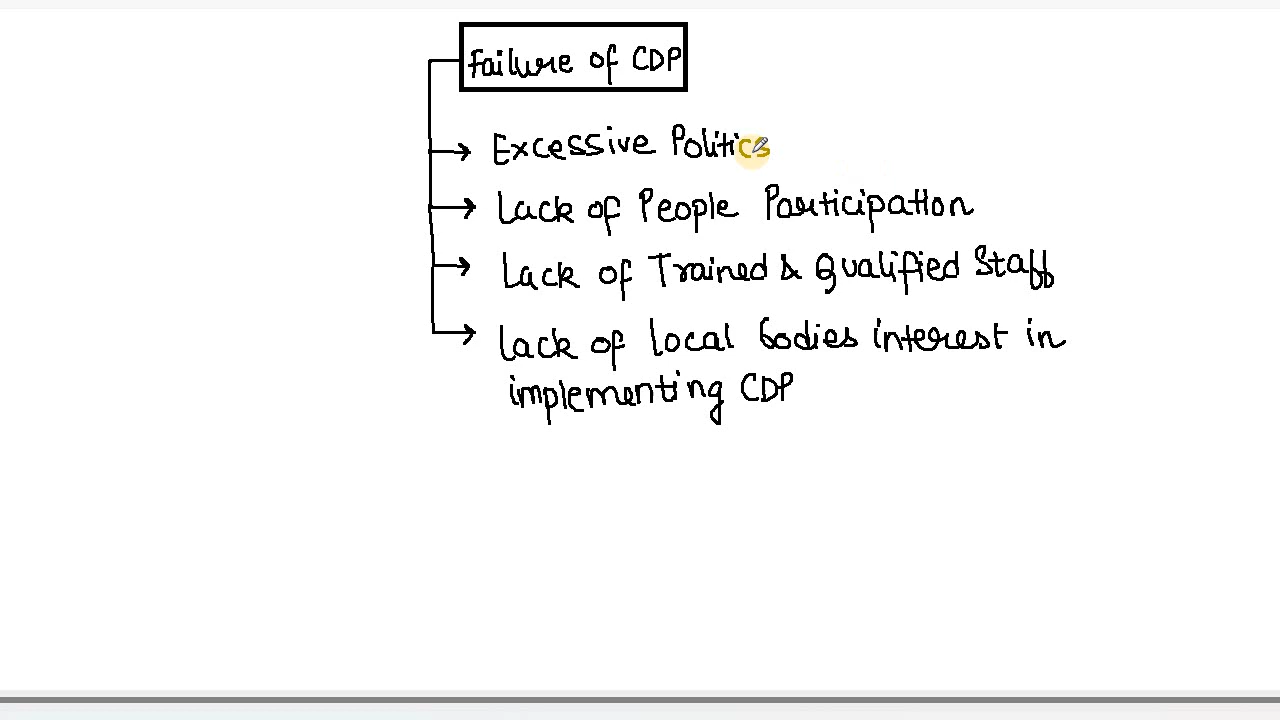 Failure of CDP
Excessive Politics
Lack of People Participation
Lack of Trained & Qualified Staff
Lack of local bodies interest in
implementing CDP